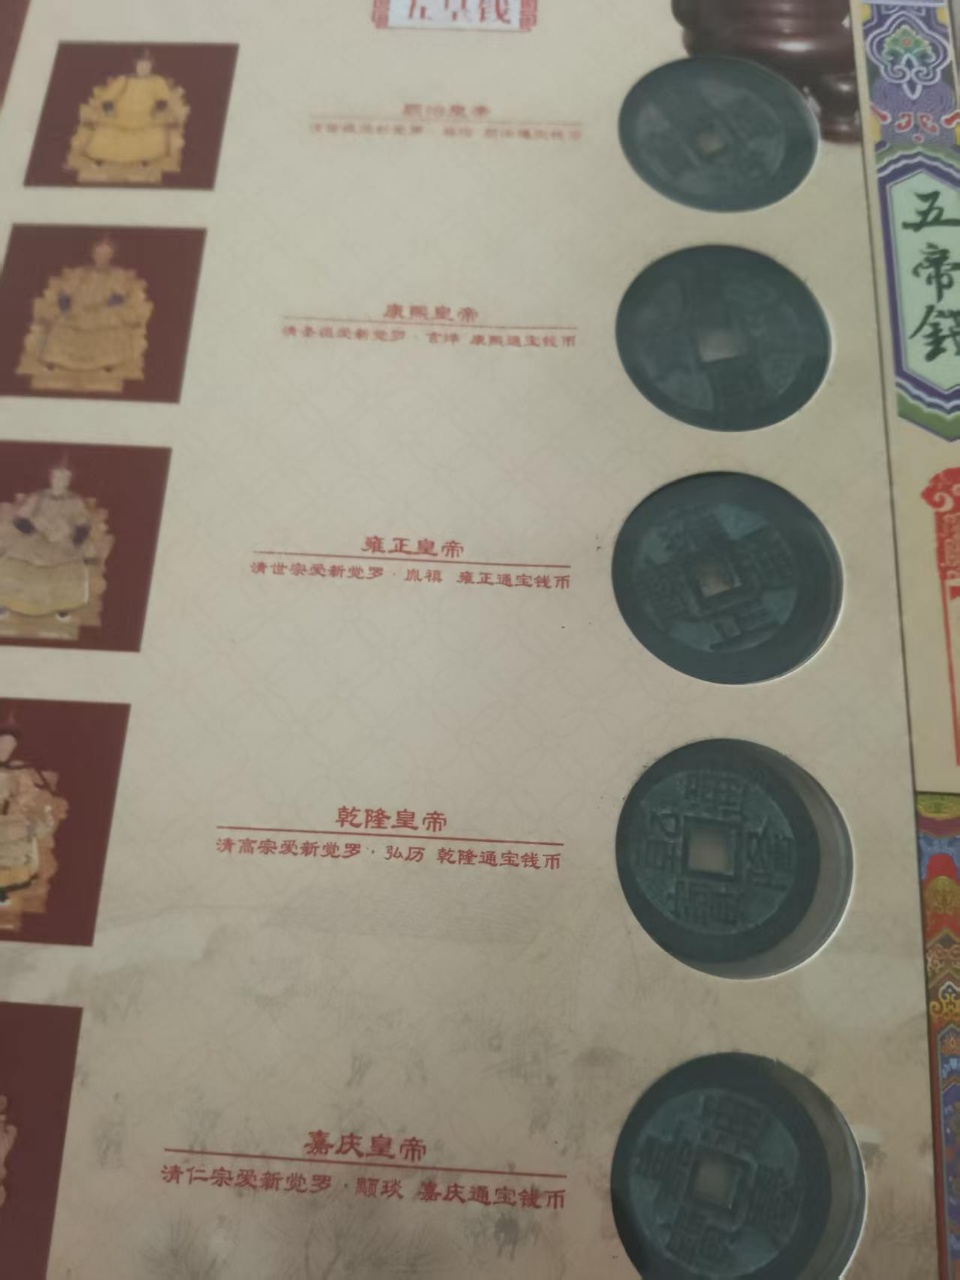 五皇钱
顺治皇帝
康熙皇帝
清圣祖爱新觉罗·玄烨 康熙通宝钱币
雍正皇帝
清世宗爱新觉罗·胤禛 雍正通宝钱币
乾隆皇帝
清高宗爱新觉罗·弘历 乾隆通宝钱币
嘉庆皇帝
清仁宗爱新觉罗·颙琰 嘉庆通宝钱币
五帝錢